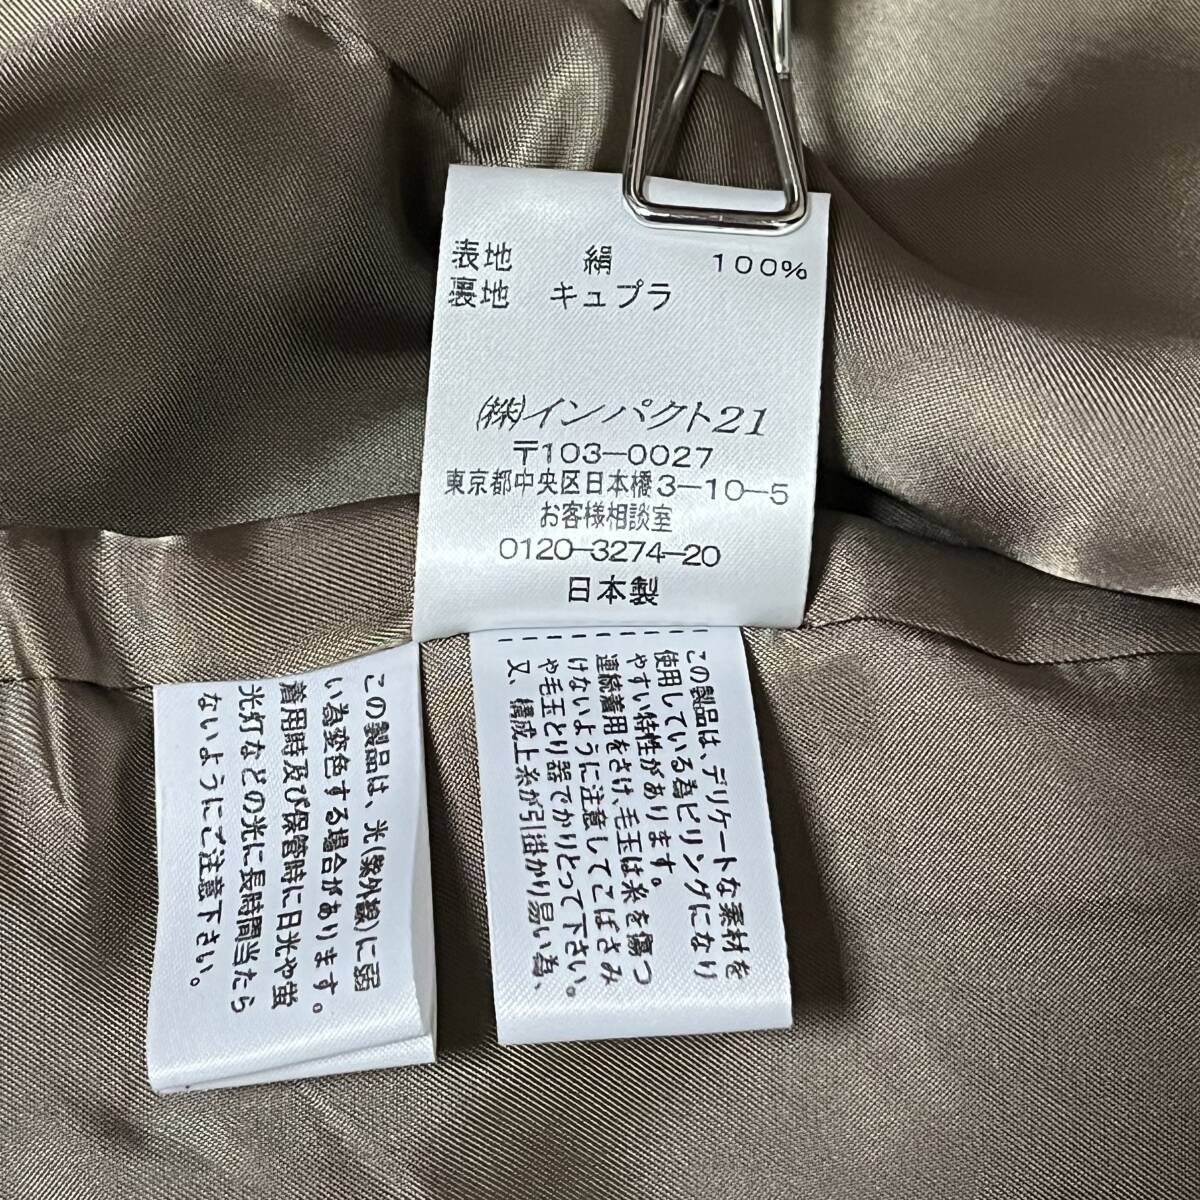 表地 絹 100%
裏地 キュプラ
㈱インパクト21
〒103-0027
東京都中央区日本橋3-10-5
お客様相談室
0120-3274-20
日本製
この製品は、デリケートな素材を
使用している為ピリングになり
やすい特性があります。
連続着用をさけ、毛玉は糸を傷つ
けないように注意してこばさみ
や毛玉とり器でかりとって下さい。
又、構成上糸が引掛かり易い為、
この製品は、光(紫外線)に弱
い為変色する場合があります。
着用時及び保管時に日光や蛍
光灯などの光に長時間当たら
ないようにご注意下さい。